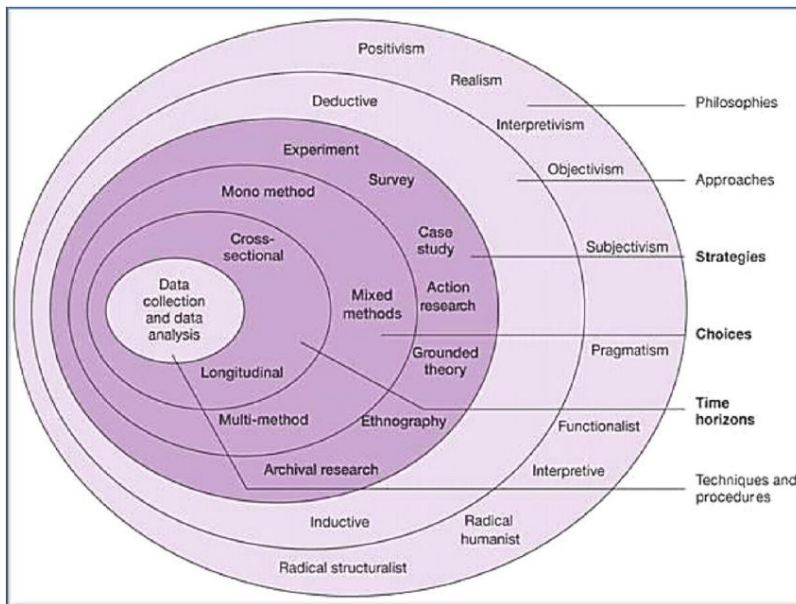 Positivism
Realism
Interpretivism
Objectivism
Subjectivism
Pragmatism
Functionalist
Interpretive
Radical
humanist
Radical structuralist
Deductive
Inductive
Experiment
Survey
Case
study
Action
research
Grounded
theory
Ethnography
Archival research
Mono method
Mixed
methods
Multi-method
Cross-
sectional
Longitudinal
Data
collection
and data
analysis
Philosophies
Approaches
Strategies
Choices
Time
horizons
Techniques and
procedures